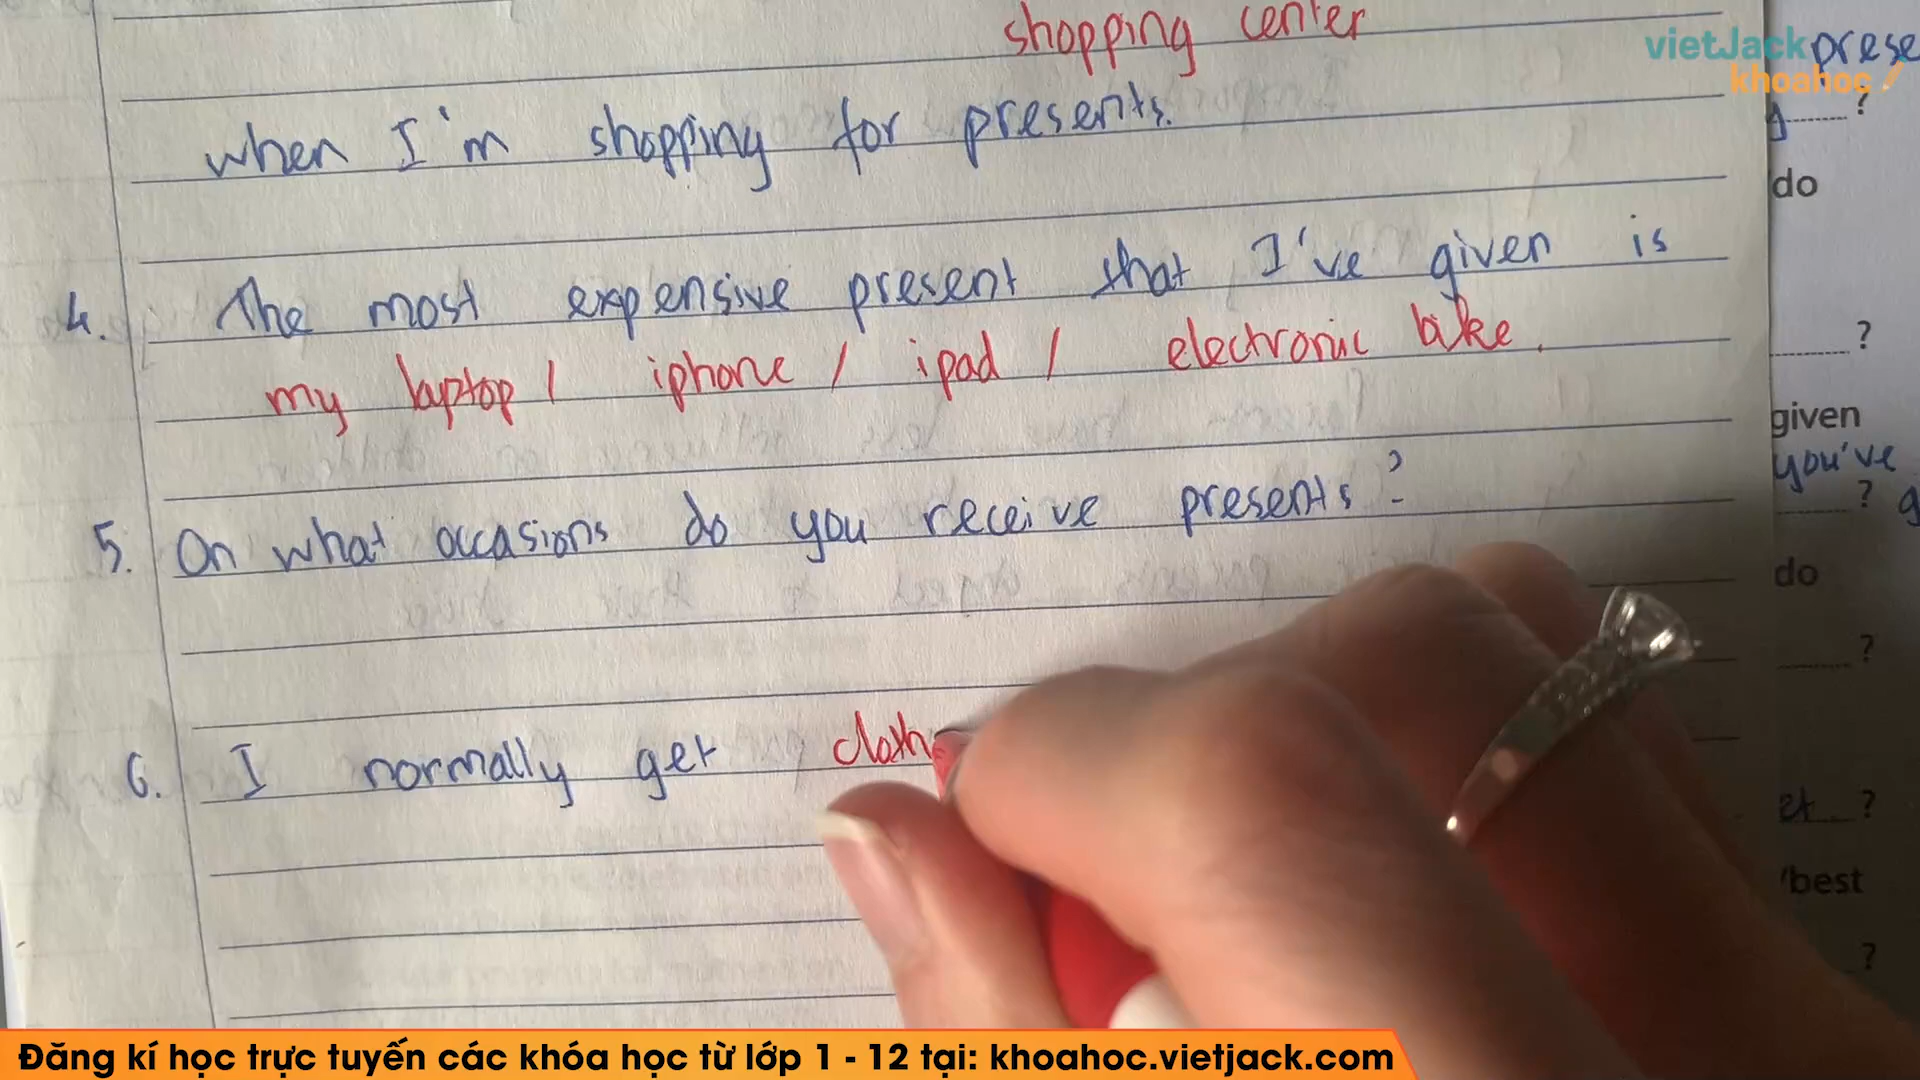 shopping center
vietJack
khoahoc
prese
when I'm shopping for presents.
?
do
4. The most expensive present that I've given is
my laptop / iphone / ipad / electronic bike.
?
given
you've
5. On what occasions do you receive presents?
?
do
?
6. I normally get cloth
et ?
'best
?
Đăng kí học trực tuyến các khóa học từ lớp 1 - 12 tại: khoahoc.vietjack.com